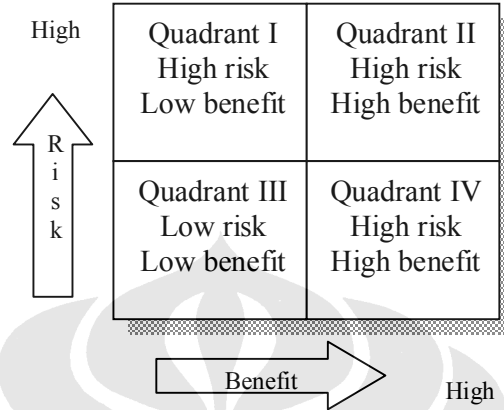 High
Quadrant I
High risk
Low benefit
Quadrant II
High risk
High benefit
R
i
s
k
Quadrant III
Low risk
Low benefit
Quadrant IV
High risk
High benefit
Benefit
High